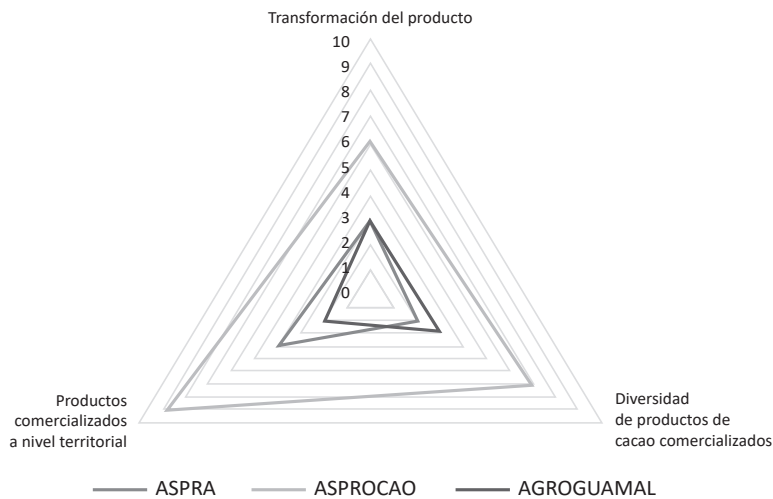 Transformación del producto
10
9
8
7
6
5
4
3
2
1
0
Productos
comercializados
a nivel territorial
Diversidad
de productos de
cacao comercializados
ASPRA
ASPROCAO
AGROGUAMAL